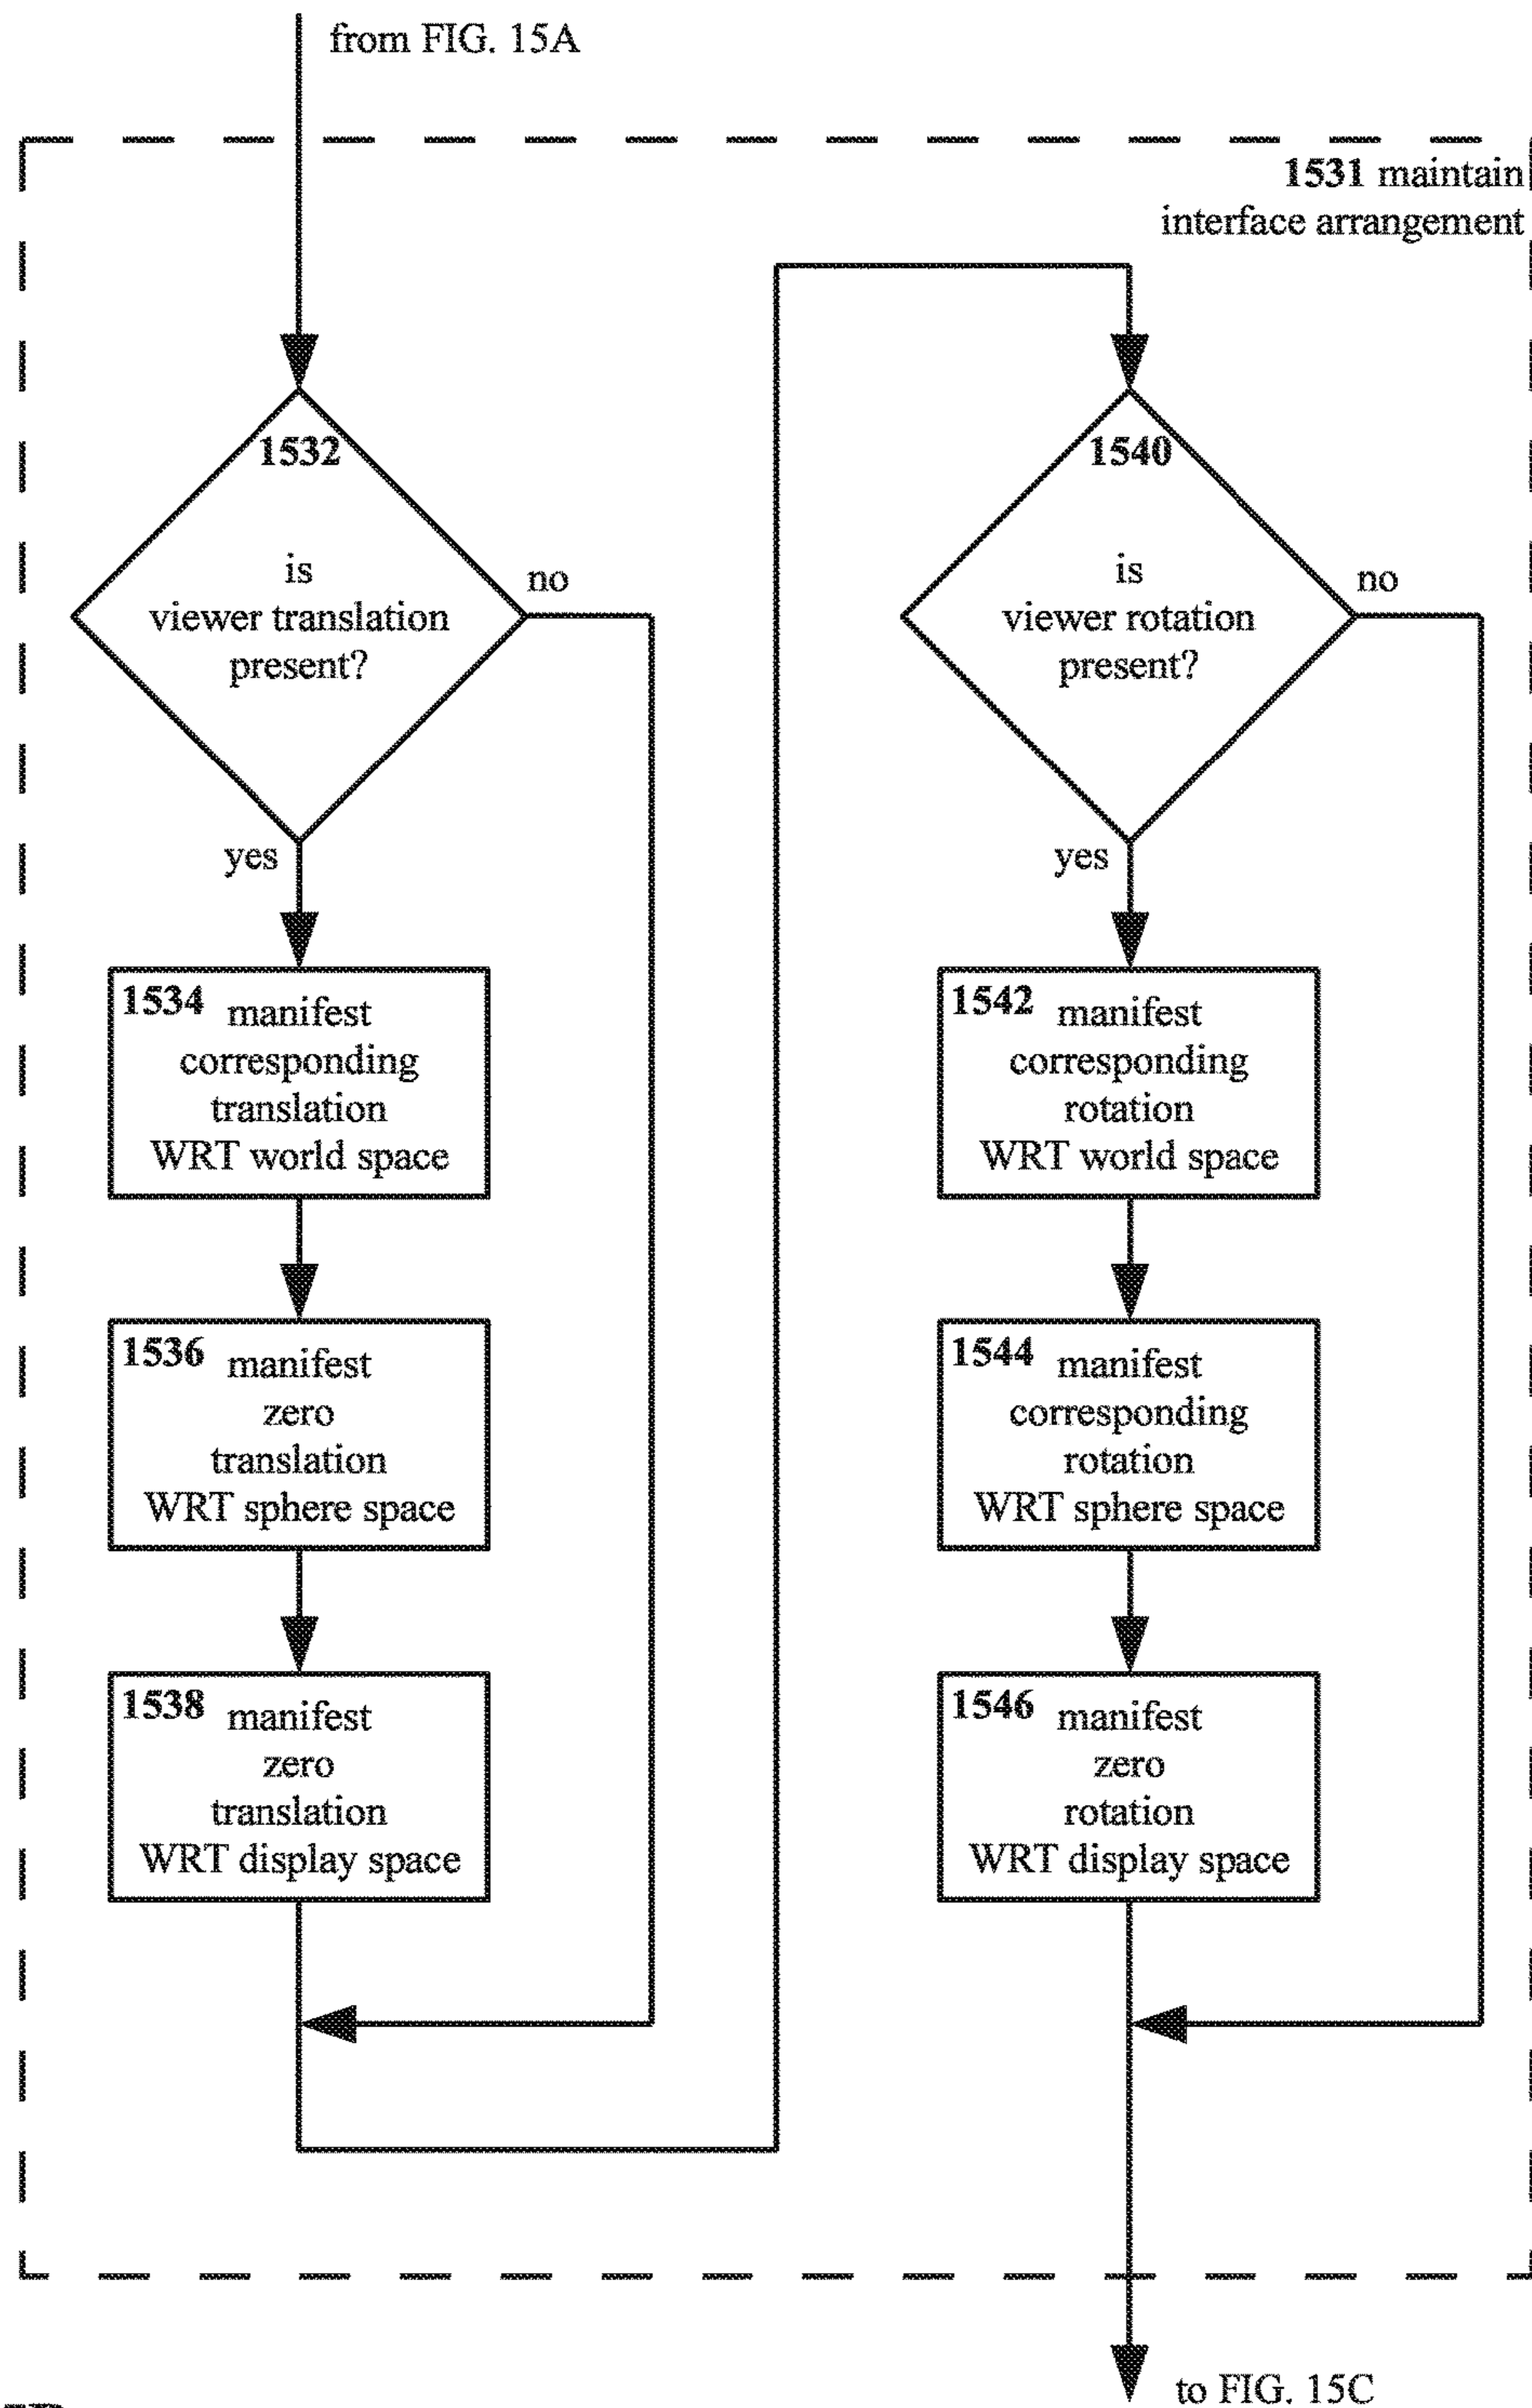 from FIG. 15A
1531 maintain
interface arrangement
1532
is
viewer translation
present?
no
yes
1534 manifest
corresponding
translation
WRT world space
1536 manifest
zero
translation
WRT sphere space
1538 manifest
zero
translation
WRT display space
1540
is
viewer rotation
present?
no
yes
1542 manifest
corresponding
rotation
WRT world space
1544 manifest
corresponding
rotation
WRT sphere space
1546 manifest
zero
rotation
WRT display space
to FIG. 15C